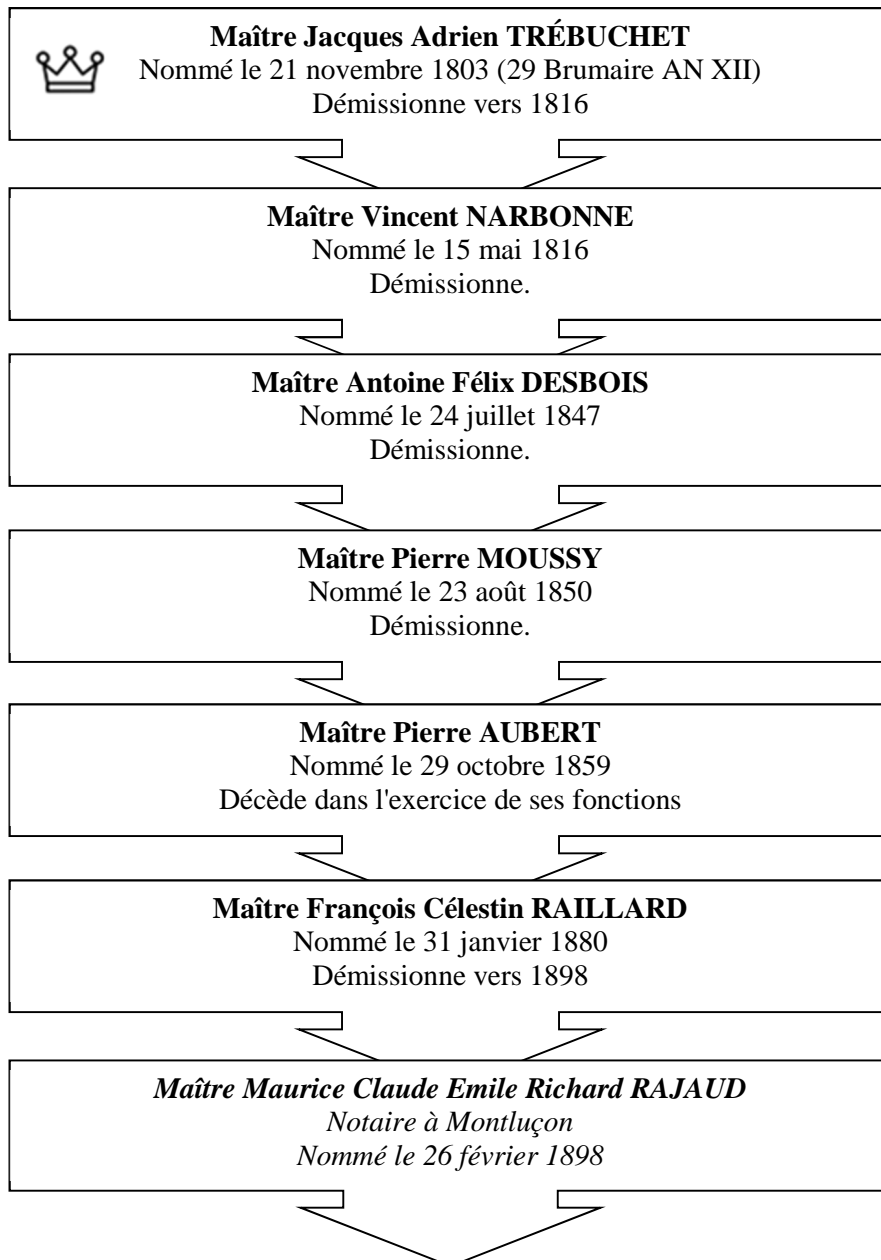 Maître Jacques Adrien TRÉBUCHET
Nommé le 21 novembre 1803 (29 Brumaire AN XII)
Démissionne vers 1816
Maître Vincent NARBONNE
Nommé le 15 mai 1816
Démissionne.
Maître Antoine Félix DESBOIS
Nommé le 24 juillet 1847
Démissionne.
Maître Pierre MOUSSY
Nommé le 23 août 1850
Démissionne.
Maître Pierre AUBERT
Nommé le 29 octobre 1859
Décède dans l'exercice de ses fonctions
Maître François Célestin RAILLARD
Nommé le 31 janvier 1880
Démissionne vers 1898
Maître Maurice Claude Emile Richard RAJAUD
Notaire à Montluçon
Nommé le 26 février 1898